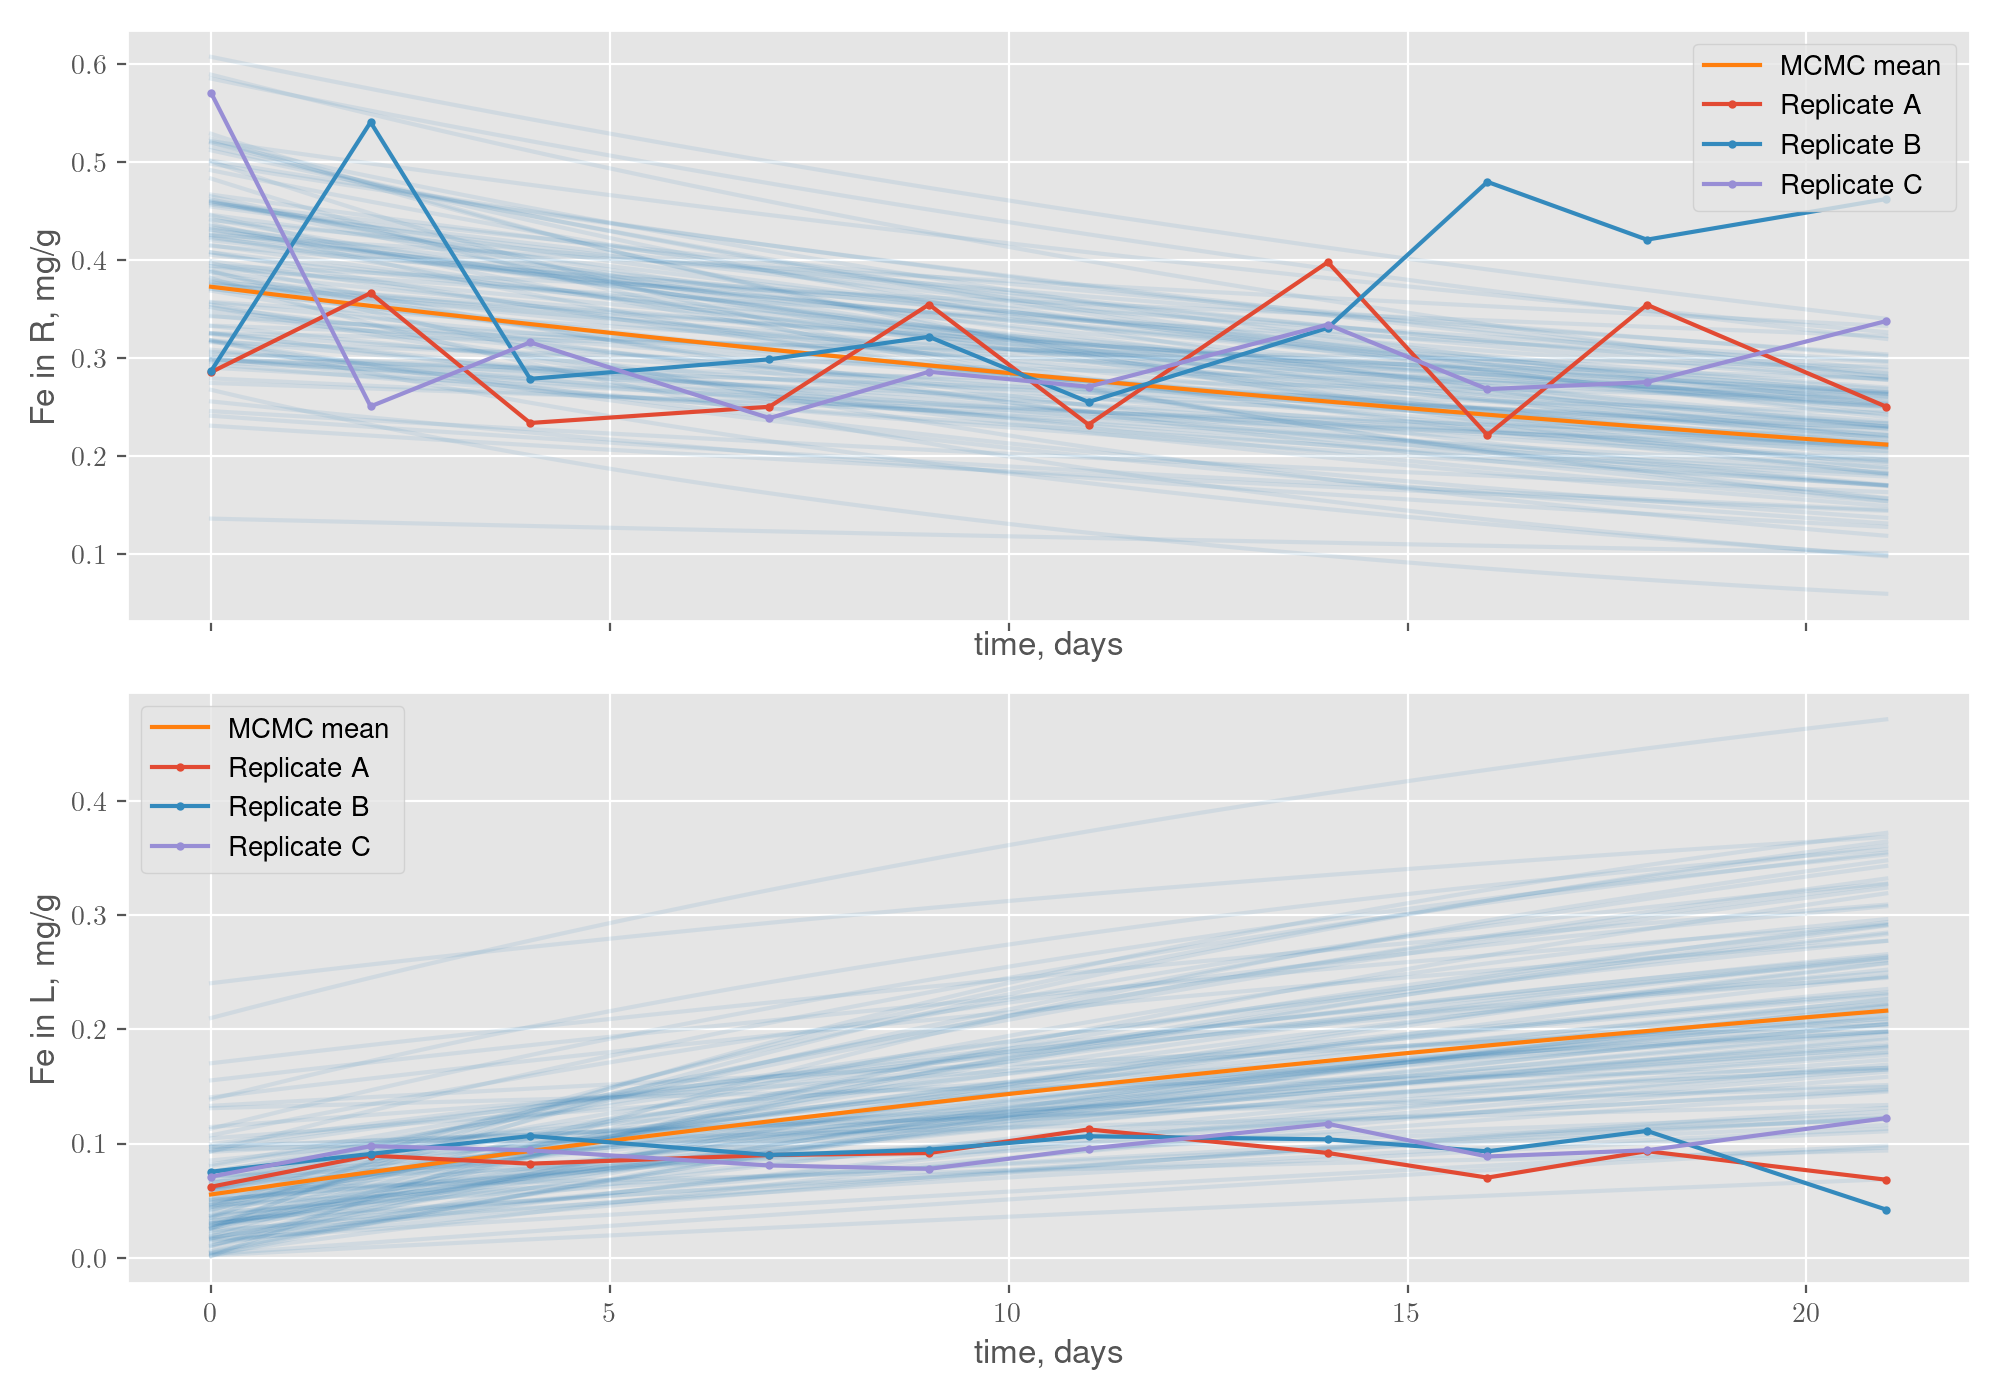 0.6
0.5
0.4
0.3
0.2
0.1
Fe in R, mg/g
MCMC mean
Replicate A
Replicate B
Replicate C
time, days
MCMC mean
Replicate A
Replicate B
Replicate C
0.4
0.3
0.2
0.1
0.0
Fe in L, mg/g
0 5 10 15 20
time, days